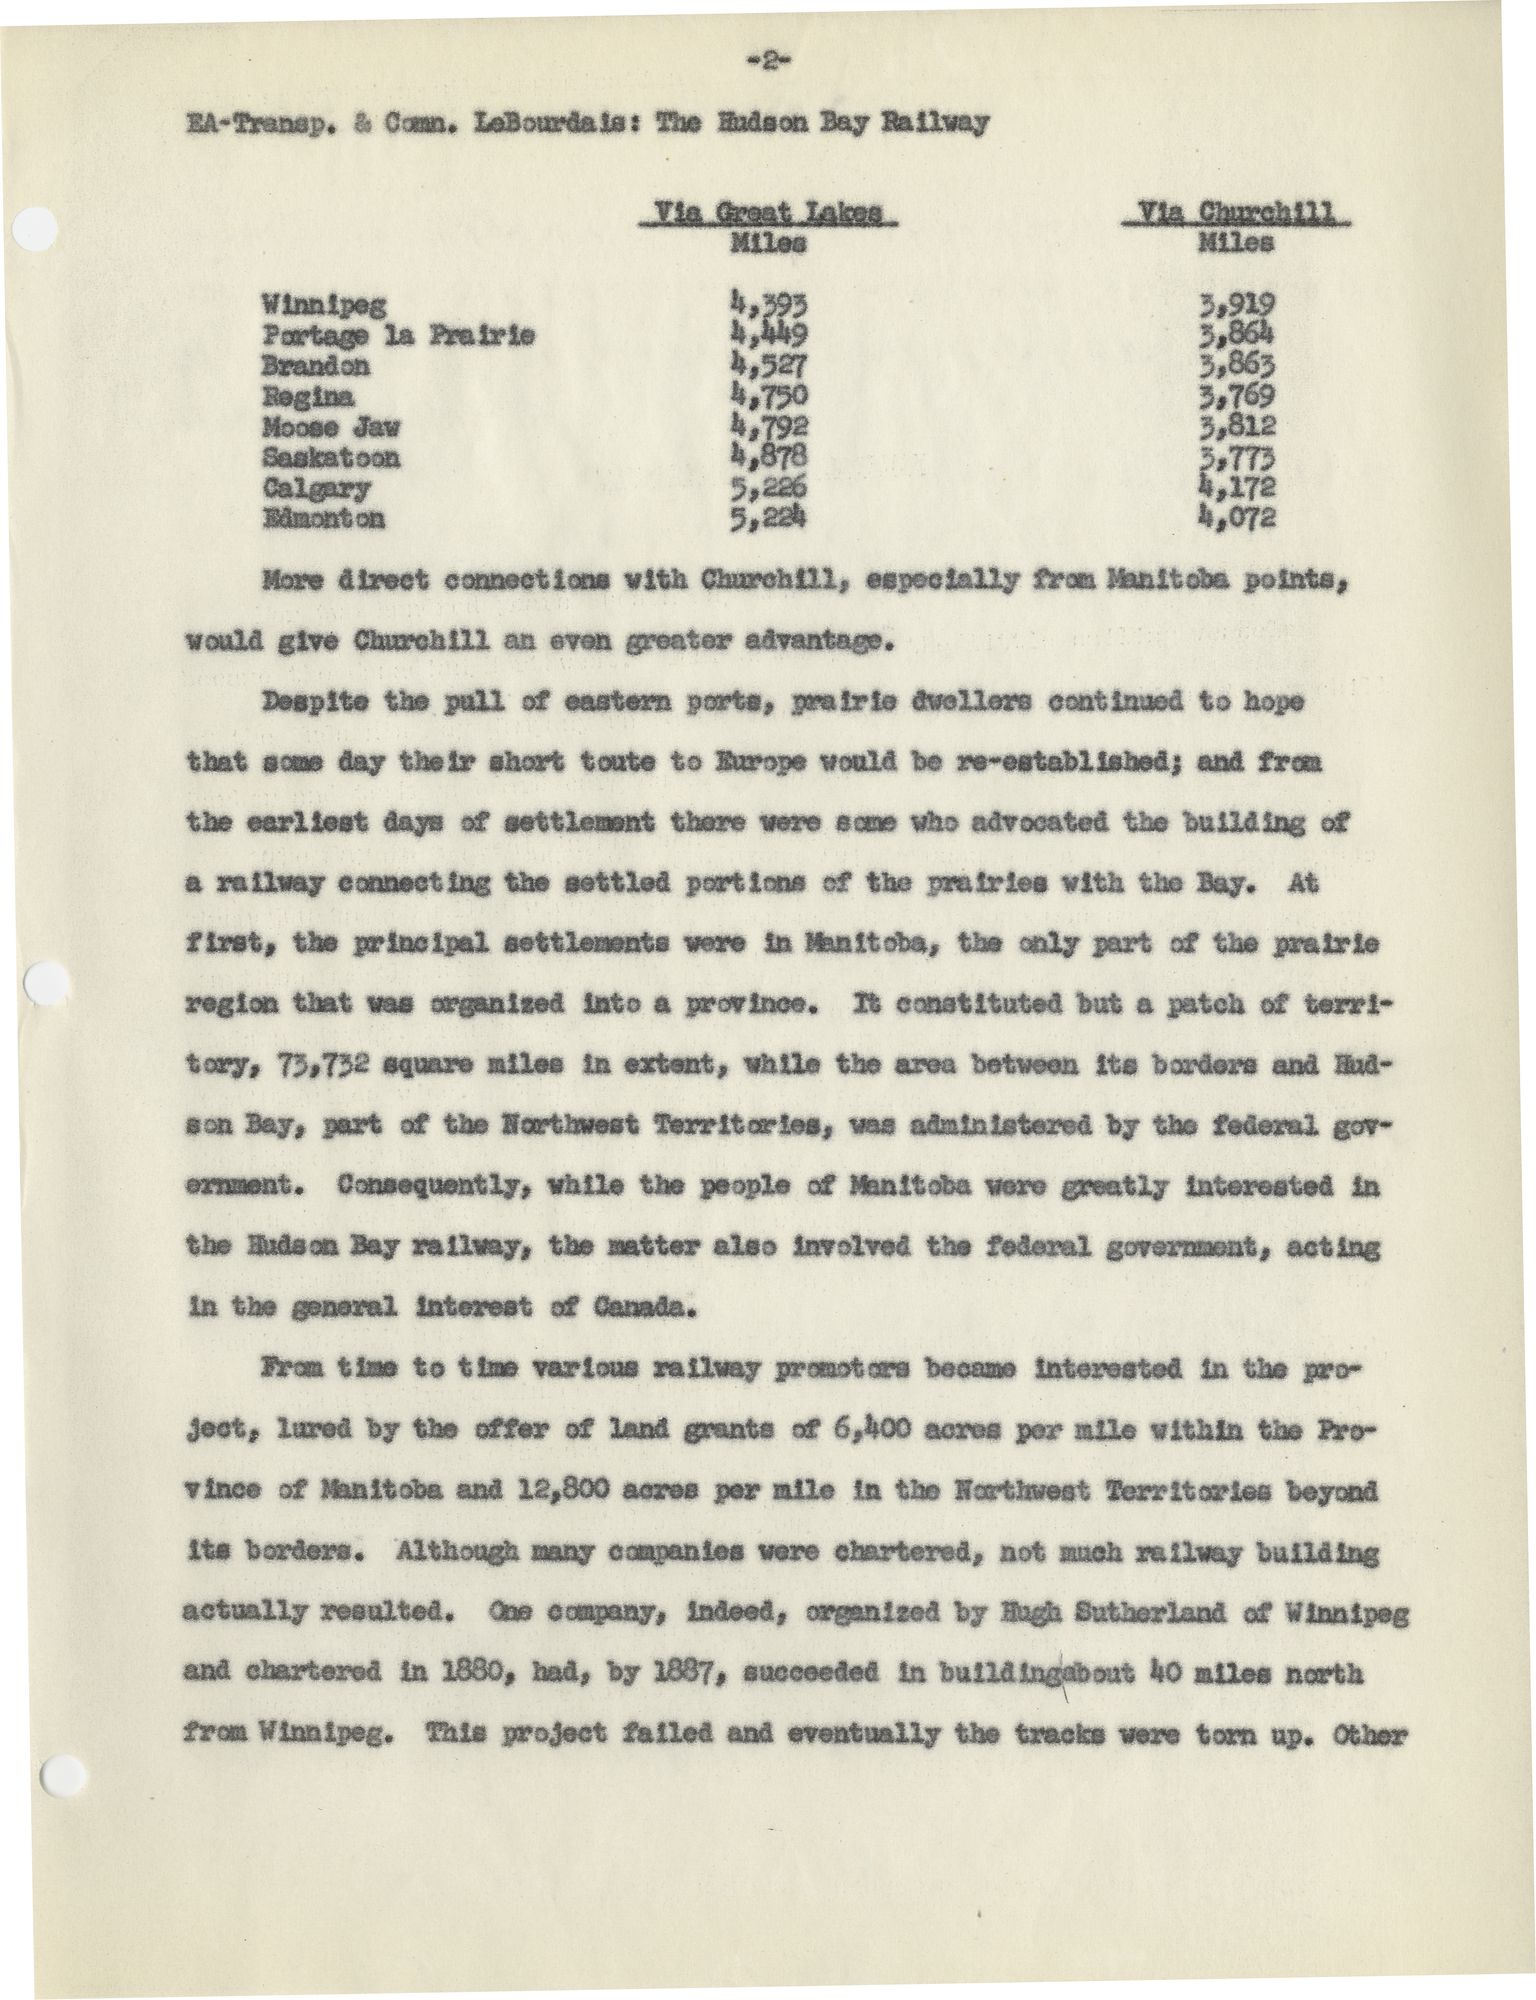 -2-
EA-Transp. & Comn. LeBourdais: The Hudson Bay Railway
Via Great Lakes Via Churchill
Miles Miles
Winnipeg 4,393 3,919
Portage la Prairie 4,449 3,864
Brandon 4,527 3,863
Regina 4,750 3,769
Moose Jaw 4,792 3,812
Saskatoon 4,878 3,773
Calgary 5,226 4,172
Edmonton 5,224 4,072
More direct connections with Churchill, especially from Manitoba points,
would give Churchill an even greater advantage.
Despite the pull of eastern ports, prairie dwellers continued to hope
that some day their short toute to Europe would be re-established; and from
the earliest days of settlement there were some who advocated the building of
a railway connecting the settled portions of the prairies with the Bay. At
first, the principal settlements were in Manitoba, the only part of the prairie
region that was organized into a province. It constituted but a patch of terri-
tory, 73,732 square miles in extent, while the area between its borders and Hud-
son Bay, part of the Northwest Territories, was administered by the federal gov-
ernment. Consequently, while the people of Manitoba were greatly interested in
the Hudson Bay railway, the matter also involved the federal government, acting
in the general interest of Canada.
From time to time various railway promotors became interested in the pro-
ject, lured by the offer of land grants of 6,400 acres per mile within the Pro-
vince of Manitoba and 12,800 acres per mile in the Northwest Territories beyond
its borders. Although many companies were chartered, not much railway building
actually resulted. One company, indeed, organized by Hugh Sutherland of Winnipeg
and chartered in 1880, had, by 1887, succeeded in building about 40 miles north
from Winnipeg. This project failed and eventually the tracks were torn up. Other